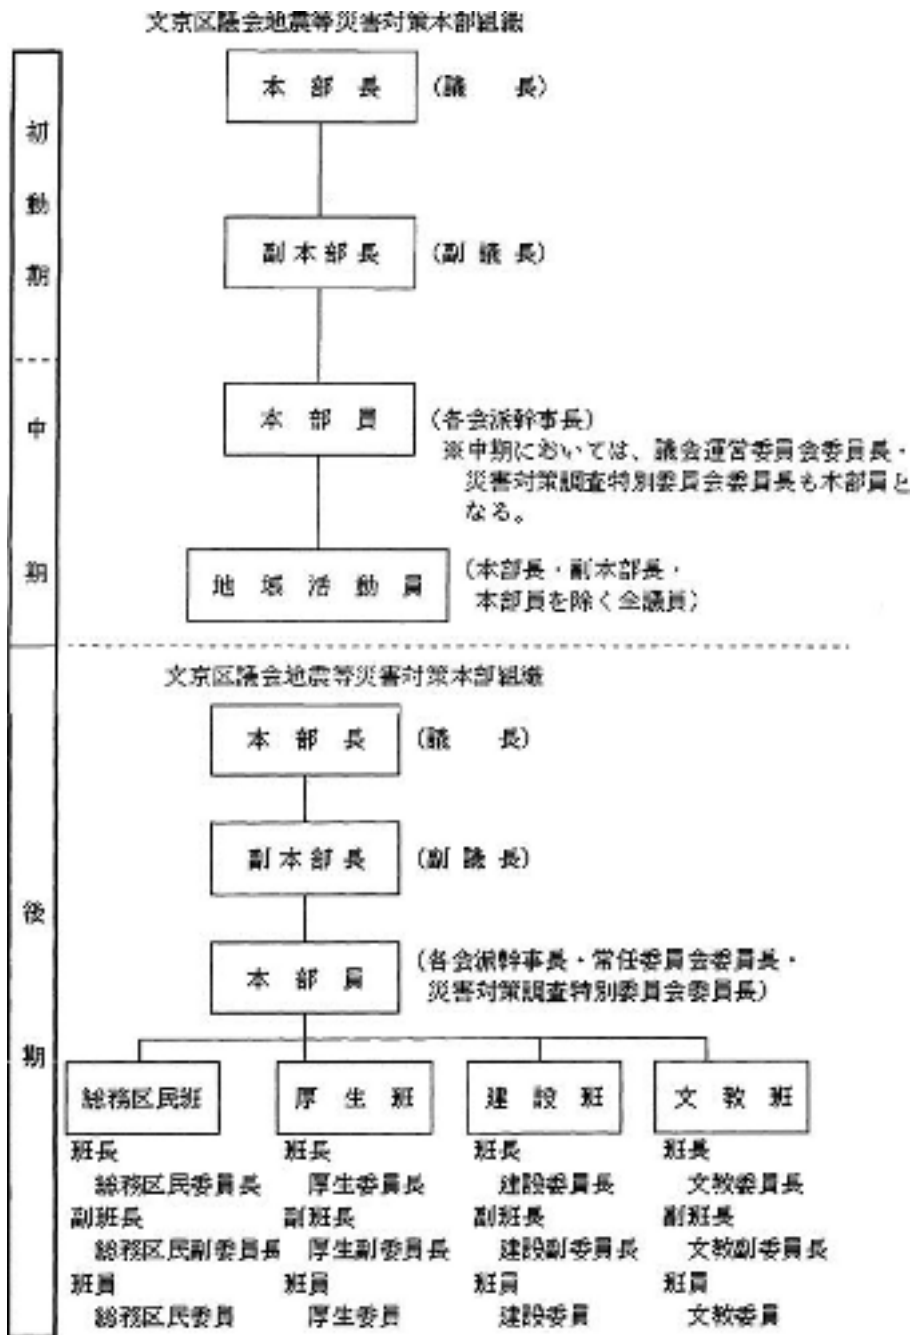 文京区議会地震等災害対策本部組織
初動期
本部長 (議 長)
副本部長 (副議長)
中期
本部員 (各会派幹事長)
※中期においては、議会運営委員会委員長・
災害対策調査特別委員会委員長も本部員と
なる。
地域活動員 (本部長・副本部長・
本部員を除く全議員)
後期
文京区議会地震等災害対策本部組織
本部長 (議 長)
副本部長 (副議長)
本部員 (各会派幹事長・常任委員会委員長・
災害対策調査特別委員会委員長)
総務区民班 厚生班 建設班 文教班
班長 班長 班長 班長
総務区民委員長 厚生委員長 建設委員長 文教委員長
副班長 副班長 副班長 副班長
総務区民副委員長 厚生副委員長 建設副委員長 文教副委員長
班員 班員 班員 班員
総務区民委員 厚生委員 建設委員 文教委員